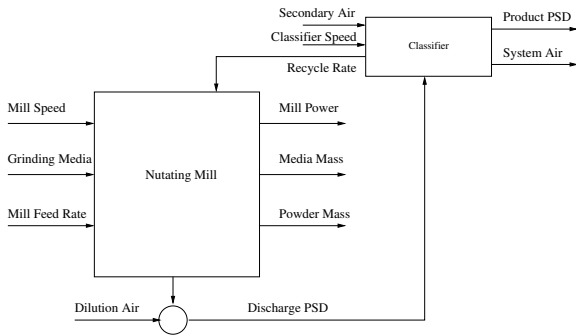 Secondary Air
Product PSD
Classifier Speed
Classifier
System Air
Recycle Rate
Mill Speed
Mill Power
Grinding Media
Media Mass
Nutating Mill
Mill Feed Rate
Powder Mass
Dilution Air
Discharge PSD